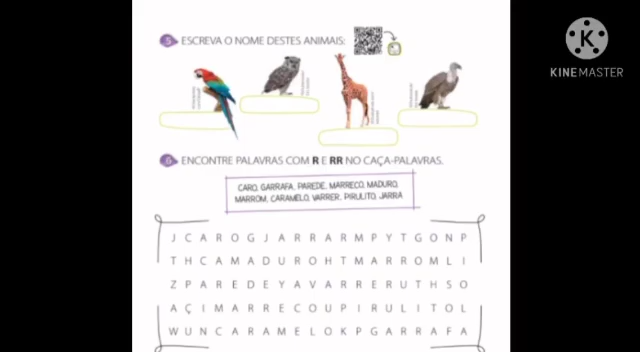 5 ESCREVA O NOME DESTES ANIMAIS:
K
KINEMASTER
6 ENCONTRE PALAVRAS COM R E RR NO CAÇA-PALAVRAS.
CARO, GARRAFA, PAREDE, MARRECO, MADURO,
MARROM, CARAMELO, VARRER, PIRULITO, JARRA
J C A R O G J A R R A R M P Y T G O N P
T H C A M A D U R O H T M A R R O M L I
Z P A R E D E Y A V A R R E R U T H S O
A Ç I M A R R E C O U P I R U L I T O L
W U N C A R A M E L O K P G A R R A F A